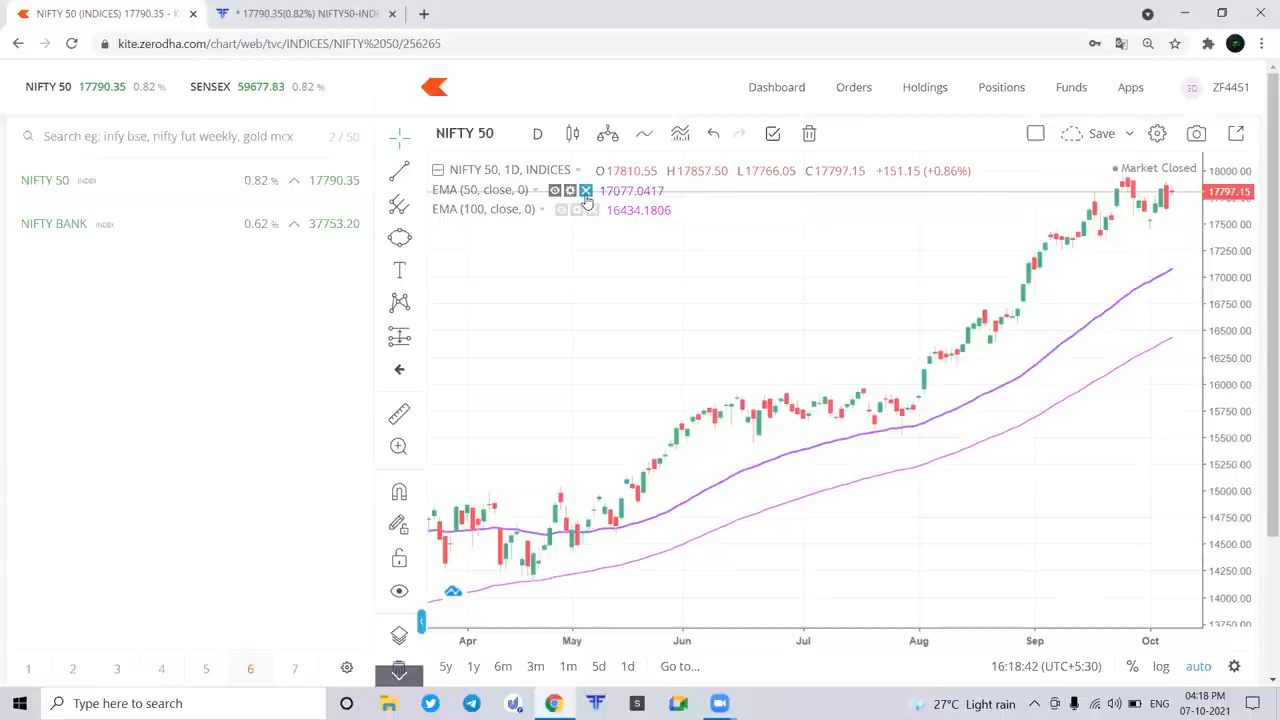 NIFTY 50 (INDICES) 17790.35 - K
* 17790.35(0.82%) NIFTY50-INDE
kite.zerodha.com/chart/web/tvc/INDICES/NIFTY%2050/256265
NIFTY 50 17790.35 0.82 % SENSEX 59677.83 0.82 %
Dashboard Orders Holdings Positions Funds Apps SD ZF4451
Search eg: infy bse, nifty fut weekly, gold mcx 2 / 50
NIFTY 50 INDEX 0.82 % 17790.35
NIFTY BANK INDEX 0.62 % 37753.20
NIFTY 50 D Save
NIFTY 50, 1D, INDICES O17810.55 H17857.50 L17766.05 C17797.15 +151.15 (+0.86%)
Market Closed
EMA (50, close, 0) 17077.0417
EMA (100, close, 0) 16434.1806
18000.00
17797.15
17500.00
17250.00
17000.00
16750.00
16500.00
16250.00
16000.00
15750.00
15500.00
15250.00
15000.00
14750.00
14500.00
14250.00
14000.00
13750.00
Apr May Jun Jul Aug Sep Oct
5y 1y 6m 3m 1m 5d 1d Go to... 16:18:42 (UTC+5:30) % log auto
1 2 3 4 5 6 7
Type here to search
27°C Light rain
ENG
04:18 PM
07-10-2021